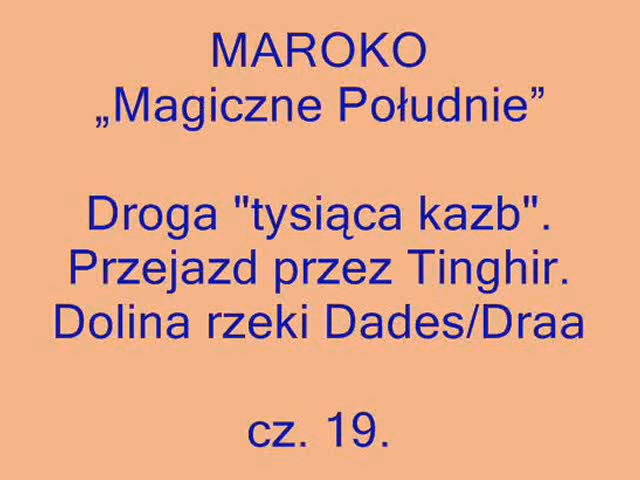 MAROKO
„Magiczne Południe”
Droga "tysiąca kazb".
Przejazd przez Tinghir.
Dolina rzeki Dades/Draa
cz. 19.